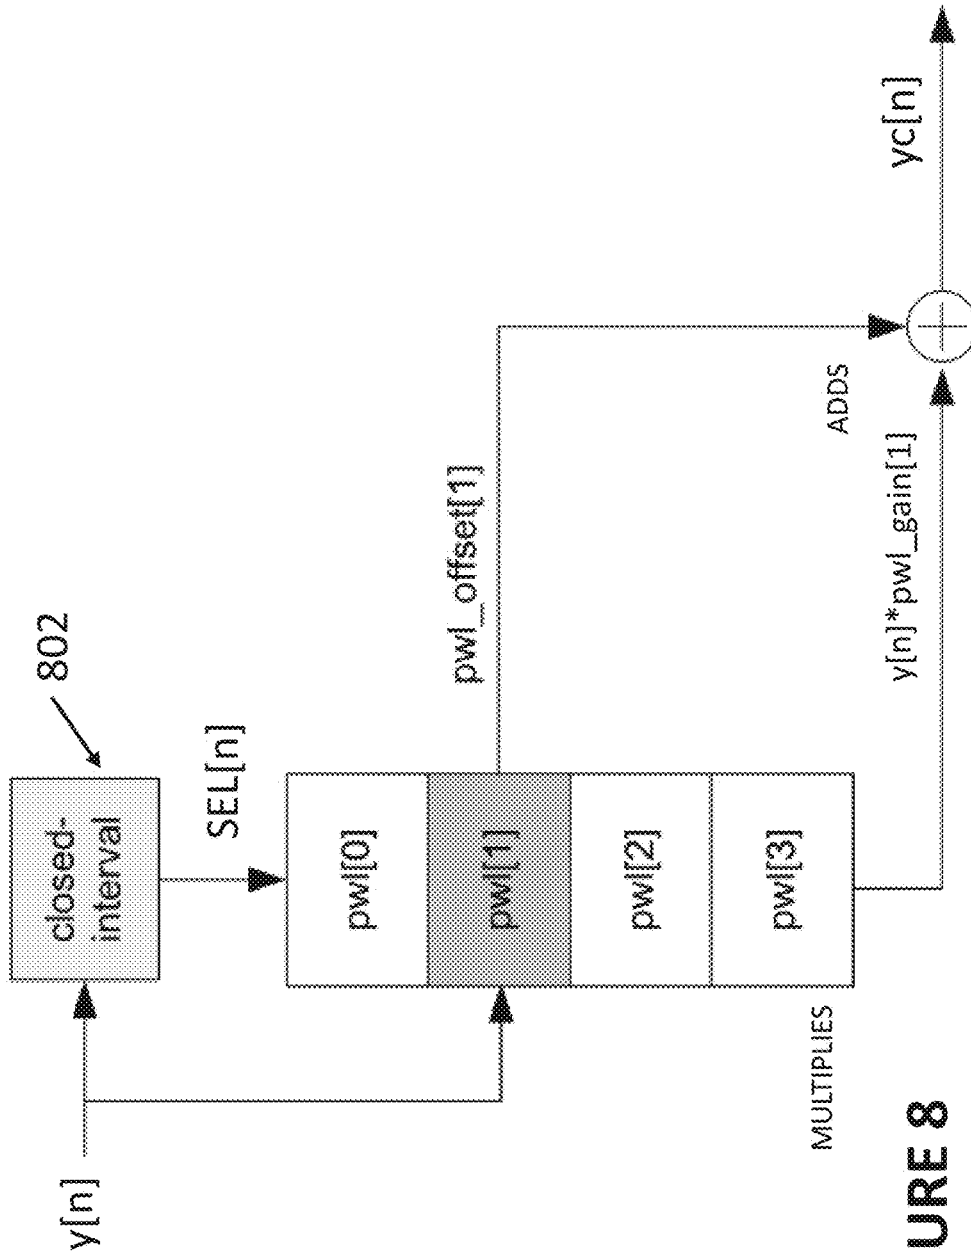 y[n]
closed-
interval
802
SEL[n]
pwl[0]
pwl[1]
pwl[2]
pwl[3]
MULTIPLIES
pwl_offset[1]
y[n]*pwl_gain[1]
ADDS
yc[n]
URE 8